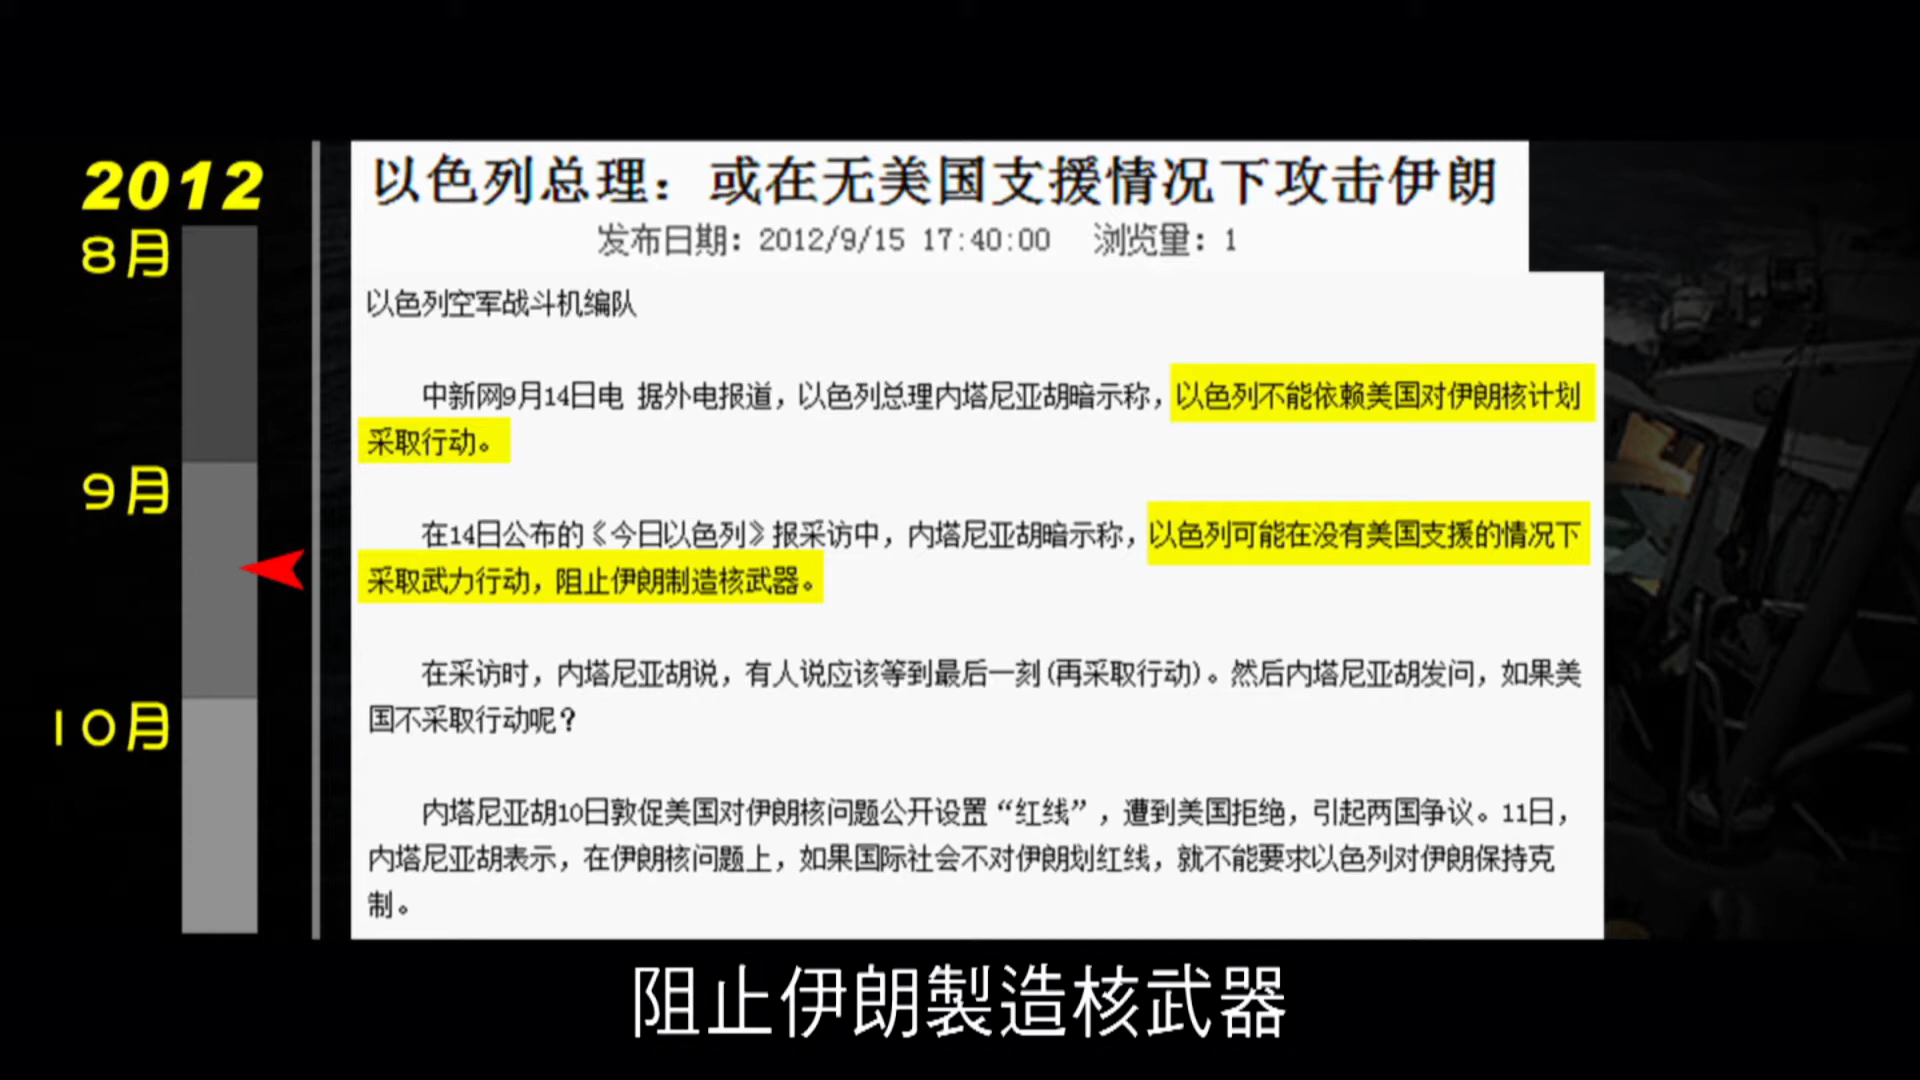 2012
8月
9月
10月
以色列总理：或在无美国支援情况下攻击伊朗
发布日期：2012/9/15 17:40:00 浏览量：1
以色列空军战斗机编队
中新网9月14日电 据外电报道，以色列总理内塔尼亚胡暗示称，以色列不能依赖美国对伊朗核计划
采取行动。
在14日公布的《今日以色列》报采访中，内塔尼亚胡暗示称，以色列可能在没有美国支援的情况下
采取武力行动，阻止伊朗制造核武器。
在采访时，内塔尼亚胡说，有人说应该等到最后一刻(再采取行动)。然后内塔尼亚胡发问，如果美
国不采取行动呢？
内塔尼亚胡10日敦促美国对伊朗核问题公开设置“红线”，遭到美国拒绝，引起两国争议。11日，
内塔尼亚胡表示，在伊朗核问题上，如果国际社会不对伊朗划红线，就不能要求以色列对伊朗保持克
制。
阻止伊朗製造核武器